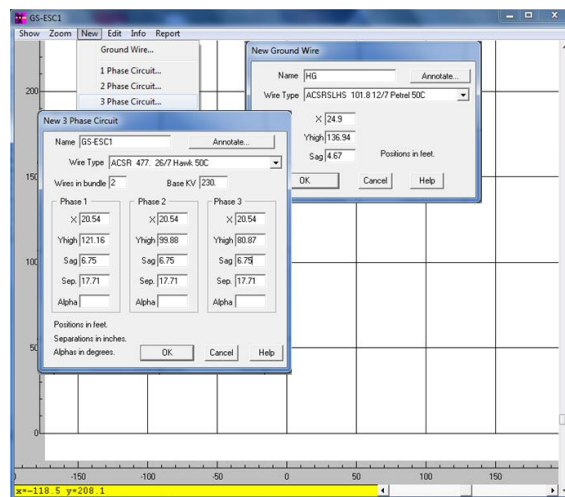 GS-ESC1
Show Zoom New Edit Info Report
Ground Wire...
1 Phase Circuit...
2 Phase Circuit...
3 Phase Circuit...
New Ground Wire
Name HG Annotate...
Wire Type ACSRSLHS 101.8 12/7 Petrel 50C
X 24.9
Yhigh 136.94
Sag 4.67 Positions in feet.
OK Cancel Help
New 3 Phase Circuit
Name GS-ESC1 Annotate...
Wire Type ACSR 477. 26/7 Hawk 50C
Wires in bundle 2 Base KV 230.
Phase 1 Phase 2 Phase 3
X 20.54 X 20.54 X 20.54
Yhigh 121.16 Yhigh 99.88 Yhigh 80.87
Sag 6.75 Sag 6.75 Sag 6.75
Sep. 17.71 Sep. 17.71 Sep. 17.71
Alpha Alpha Alpha
Positions in feet.
Separations in inches.
Alphas in degrees. OK Cancel Help
200
150
100
50
0
-150 -100 -50 0 50 100 150
x=-118.5 y=208.1